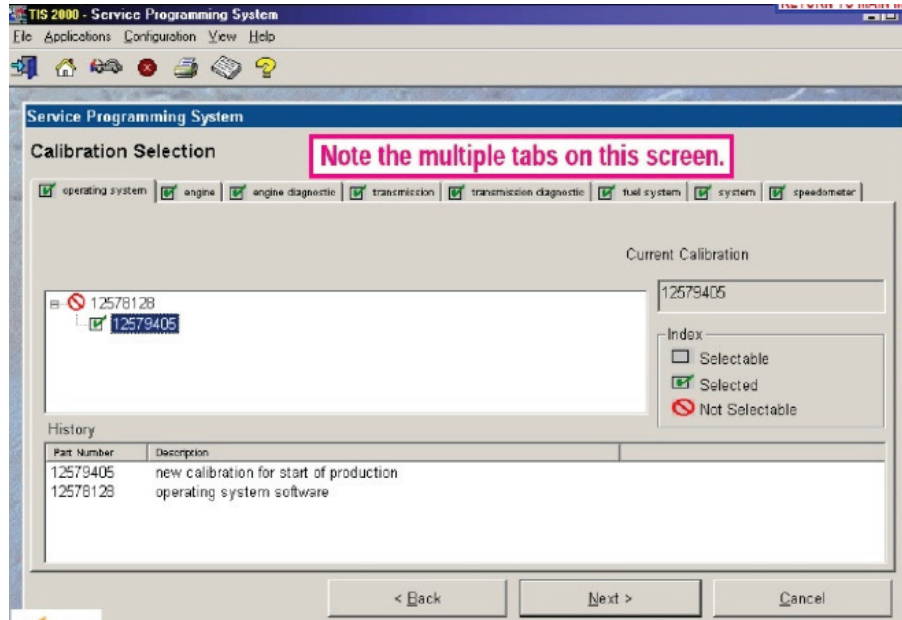 RETURN TO MAIN M
TIS 2000 - Service Programming System
File Applications Configuration View Help
Service Programming System
Calibration Selection
Note the multiple tabs on this screen.
operating system engine engine diagnostic transmission transmission diagnostic fuel system system speedometer
Current Calibration
12578128
12579405
12579405
Index
Selectable
Selected
Not Selectable
History
Part Number Description
12579405 new calibration for start of production
12578128 operating system software
< Back Next > Cancel